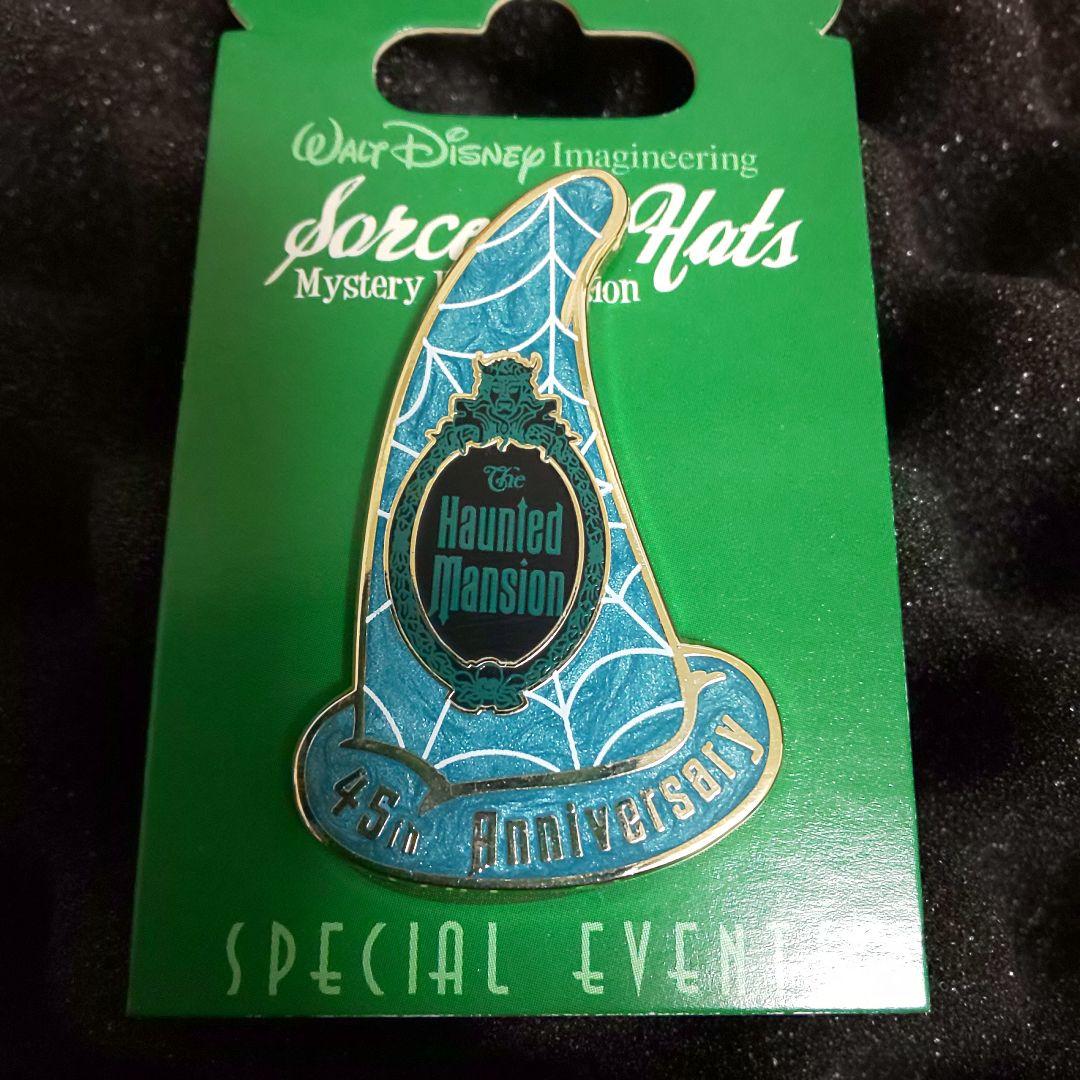 WALT DISNEY Imagineering
Hats
Mystery
The
Haunted
Mansion
45th Anniversary
SPECIAL EVENT